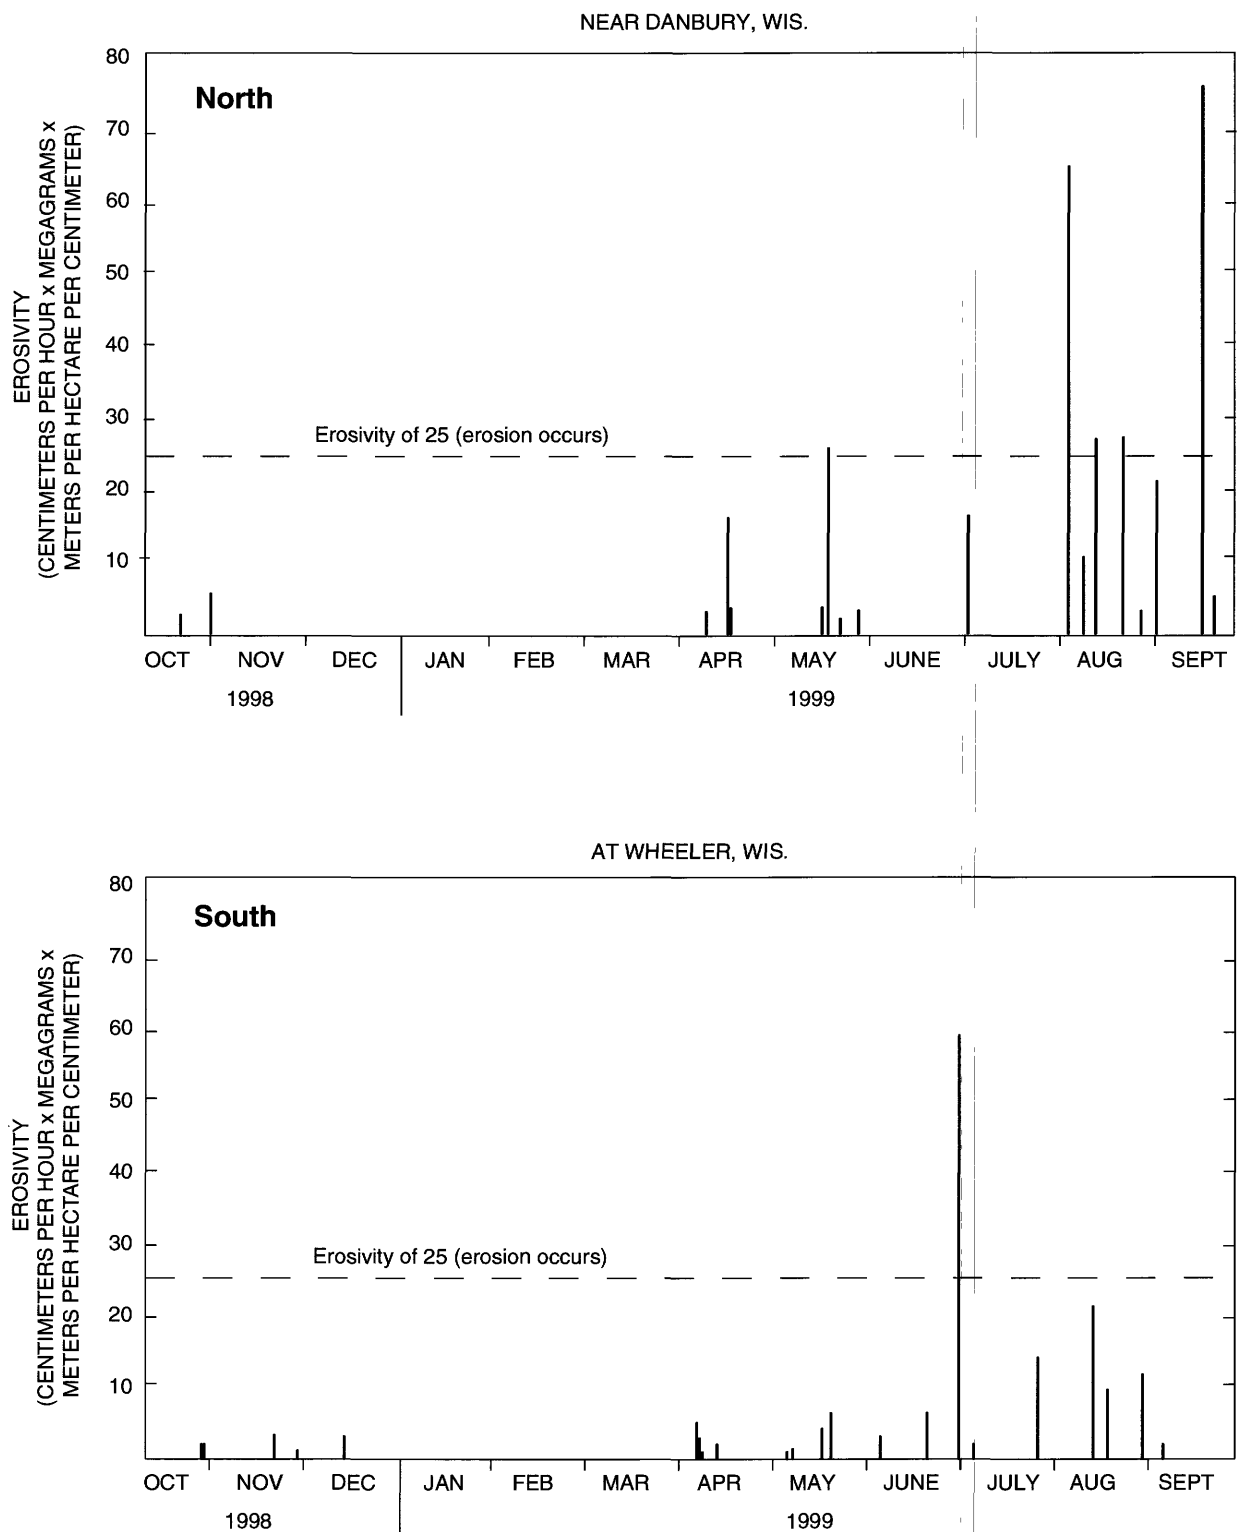 NEAR DANBURY, WIS.
North
EROSIVITY
(CENTIMETERS PER HOUR x MEGAGRAMS x
METERS PER HECTARE PER CENTIMETER)
80
70
60
50
40
30
20
10
Erosivity of 25 (erosion occurs)
OCT NOV DEC JAN FEB MAR APR MAY JUNE JULY AUG SEPT
1998 1999
AT WHEELER, WIS.
South
EROSIVITY
(CENTIMETERS PER HOUR x MEGAGRAMS x
METERS PER HECTARE PER CENTIMETER)
80
70
60
50
40
30
20
10
Erosivity of 25 (erosion occurs)
OCT NOV DEC JAN FEB MAR APR MAY JUNE JULY AUG SEPT
1998 1999